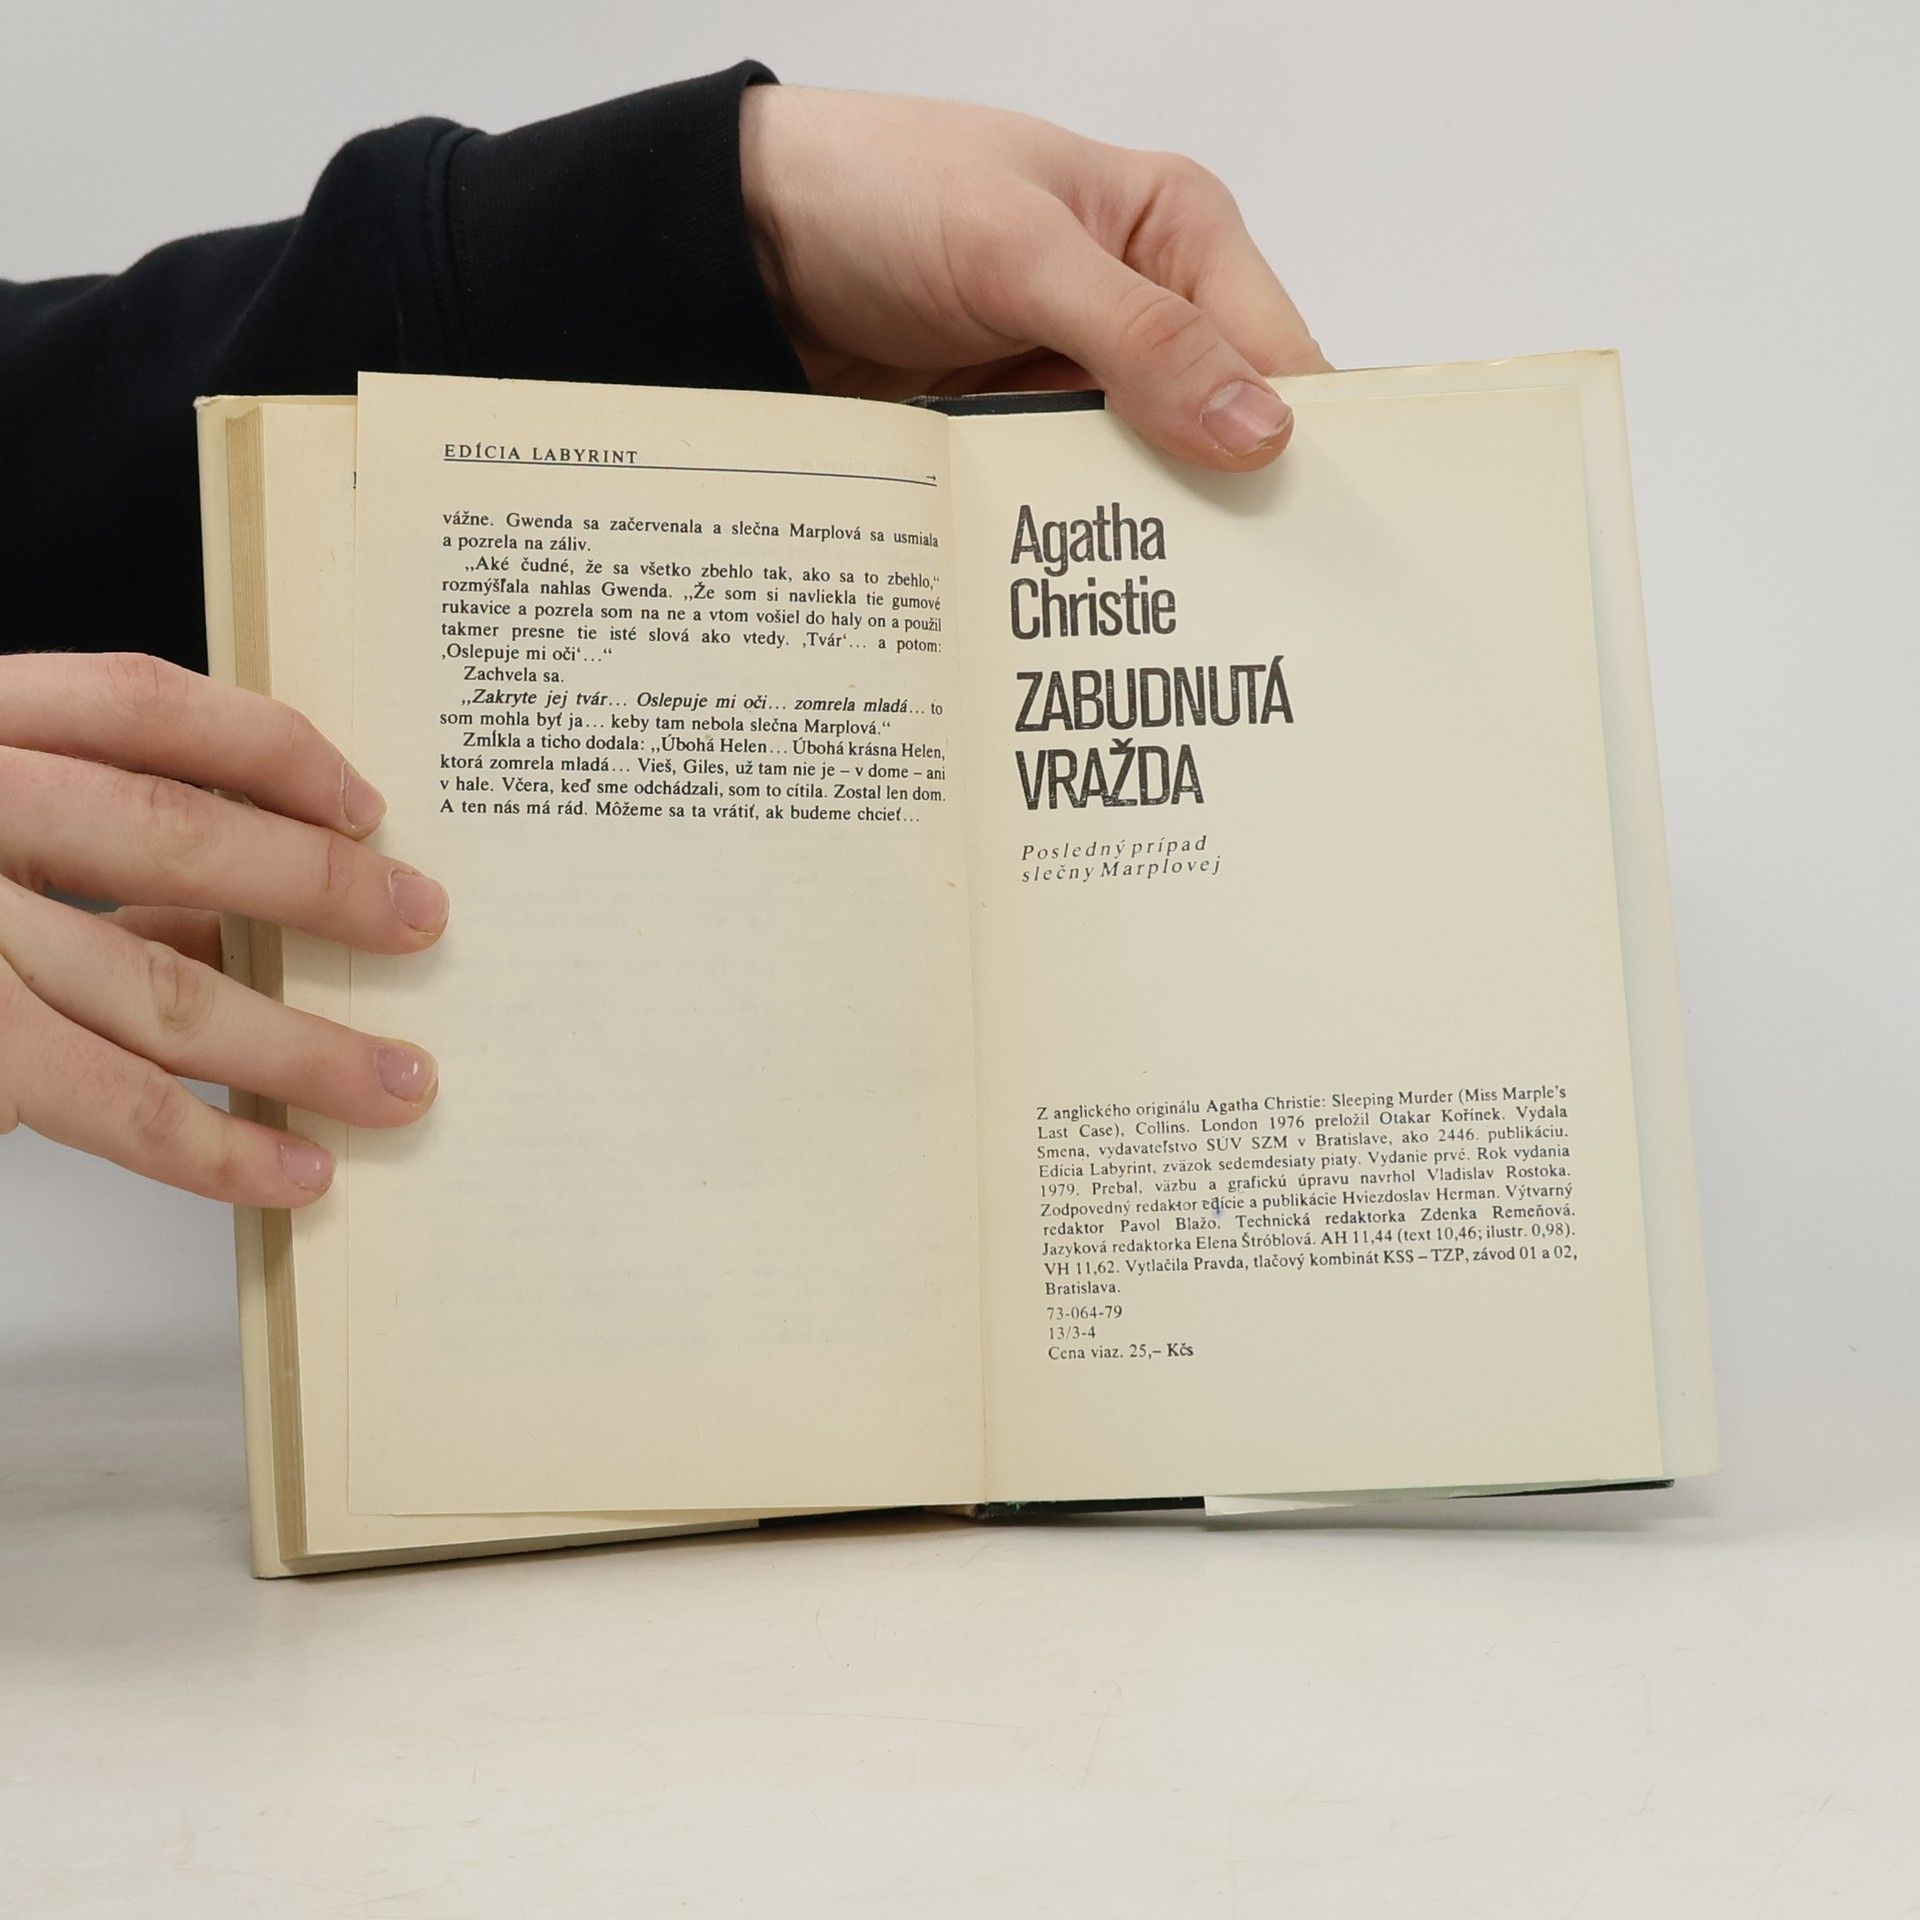 EDÍCIA LABYRINT
→
vážne. Gwenda sa začervenala a slečna Marplová sa usmiala
a pozrela na záliv.
„Aké čudné, že sa všetko zbehlo tak, ako sa to zbehlo,“
rozmýšľala nahlas Gwenda. „Že som si navliekla tie gumové
rukavice a pozrela som na ne a vtom vošiel do haly on a použil
takmer presne tie isté slová ako vtedy. ‚Tvár‘... a potom:
‚Oslepuje mi oči‘...“
Zachvela sa.
„Zakryte jej tvár... Oslepuje mi oči... zomrela mladá... to
som mohla byť ja... keby tam nebola slečna Marplová.“
Zmĺkla a ticho dodala: „Úbohá Helen... Úbohá krásna Helen,
ktorá zomrela mladá... Vieš, Giles, už tam nie je – v dome – ani
v hale. Včera, keď sme odchádzali, som to cítila. Zostal len dom.
A ten nás má rád. Môžeme sa ta vrátiť, ak budeme chcieť...
Agatha
Christie
ZABUDNUTÁ
VRAŽDA
Posledný prípad
slečny Marplovej
Z anglického originálu Agatha Christie: Sleeping Murder (Miss Marple's
Last Case), Collins. London 1976 preložil Otakar Kořínek. Vydala
Smena, vydavateľstvo SÚV SZM v Bratislave, ako 2446. publikáciu.
Edícia Labyrint, zväzok sedemdesiaty piaty. Vydanie prvé. Rok vydania
1979. Prebal, väzbu a grafickú úpravu navrhol Vladislav Rostoka.
Zodpovedný redaktor edície a publikácie Hviezdoslav Herman. Výtvarný
redaktor Pavol Blažo. Technická redaktorka Zdenka Remeňová.
Jazyková redaktorka Elena Štróblová. AH 11,44 (text 10,46; ilustr. 0,98).
VH 11,62. Vytlačila Pravda, tlačový kombinát KSS – TZP, závod 01 a 02,
Bratislava.
73-064-79
13/3-4
Cena viaz. 25,– Kčs